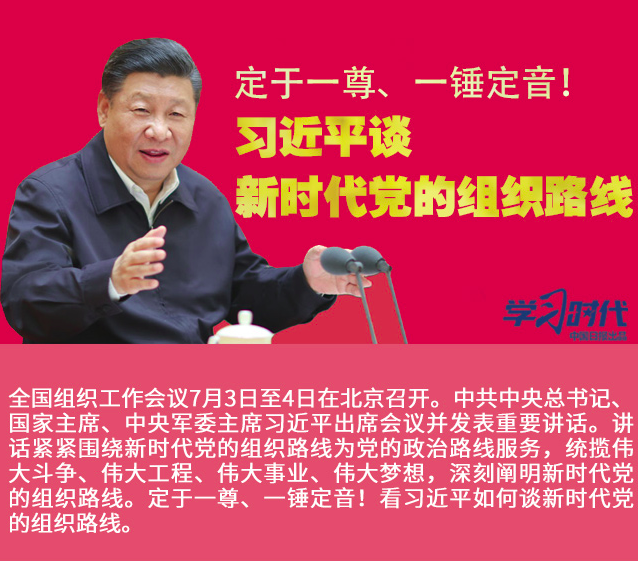 定于一尊、一锤定音！
习近平谈
新时代党的组织路线
学习时代
全国组织工作会议7月3日至4日在北京召开。中共中央总书记、
国家主席、中央军委主席习近平出席会议并发表重要讲话。讲
话紧紧围绕新时代党的组织路线为党的政治路线服务，统揽伟
大斗争、伟大工程、伟大事业、伟大梦想，深刻阐明新时代党
的组织路线。定于一尊、一锤定音！看习近平如何谈新时代党
的组织路线。